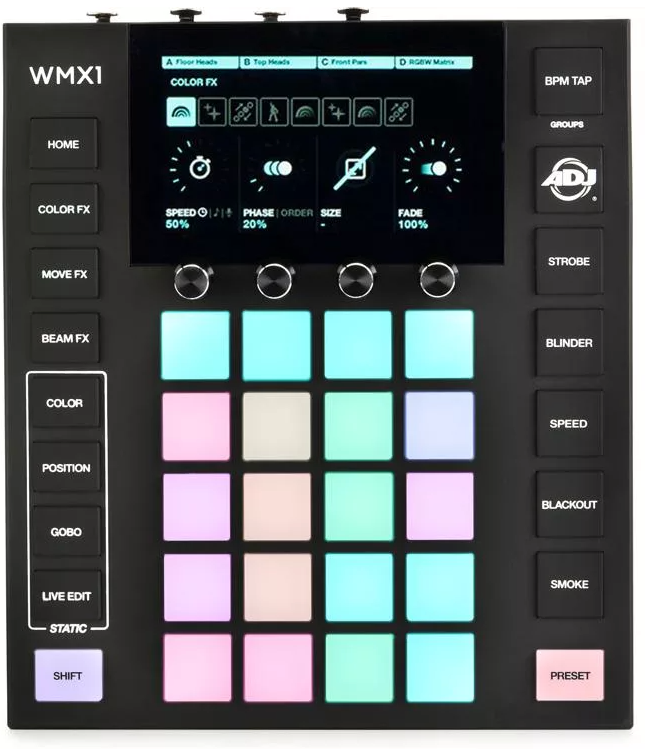 WMX1
A Floor Heads
B Top Heads
C Front Pars
D RGBW Matrix
COLOR FX
SPEED
50%
PHASE | ORDER
20%
SIZE
-
FADE
100%
HOME
COLOR FX
MOVE FX
BEAM FX
COLOR
POSITION
GOBO
LIVE EDIT
STATIC
SHIFT
BPM TAP
GROUPS
ADJ
®
STROBE
BLINDER
SPEED
BLACKOUT
SMOKE
PRESET